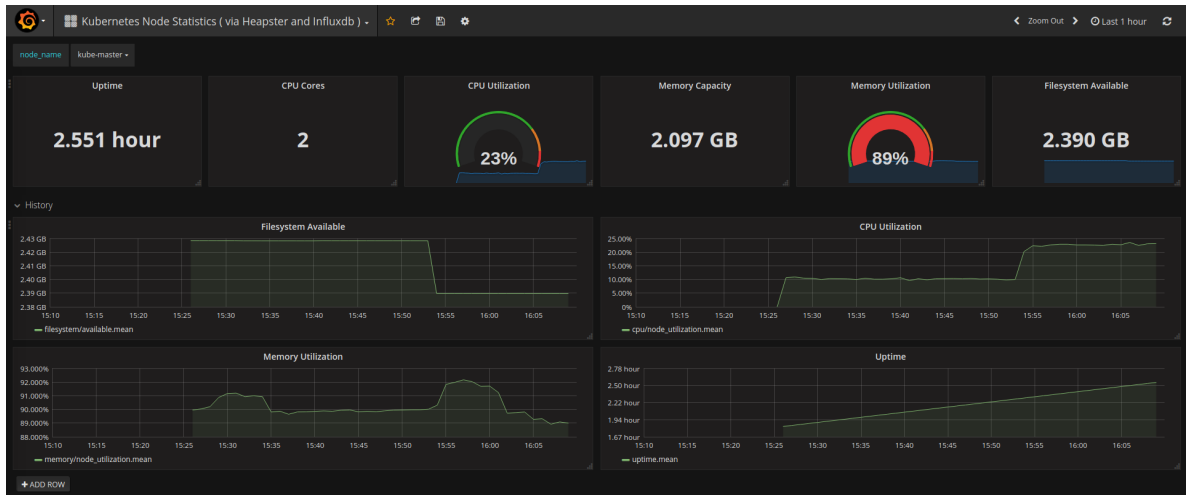 Kubernetes Node Statistics ( via Heapster and Influxdb )
Zoom Out
Last 1 hour
node_name
kube-master
Uptime
CPU Cores
CPU Utilization
Memory Capacity
Memory Utilization
Filesystem Available
2.551 hour
2
23%
2.097 GB
89%
2.390 GB
History
Filesystem Available
2.43 GB
2.42 GB
2.41 GB
2.40 GB
2.39 GB
2.38 GB
15:10 15:15 15:20 15:25 15:30 15:35 15:40 15:45 15:50 15:55 16:00 16:05
filesystem/available.mean
CPU Utilization
25.00%
20.00%
15.00%
10.00%
5.00%
0%
15:10 15:15 15:20 15:25 15:30 15:35 15:40 15:45 15:50 15:55 16:00 16:05
cpu/node_utilization.mean
Memory Utilization
93.000%
92.000%
91.000%
90.000%
89.000%
88.000%
15:10 15:15 15:20 15:25 15:30 15:35 15:40 15:45 15:50 15:55 16:00 16:05
memory/node_utilization.mean
Uptime
2.78 hour
2.50 hour
2.22 hour
1.94 hour
1.67 hour
15:10 15:15 15:20 15:25 15:30 15:35 15:40 15:45 15:50 15:55 16:00 16:05
uptime.mean
+ ADD ROW